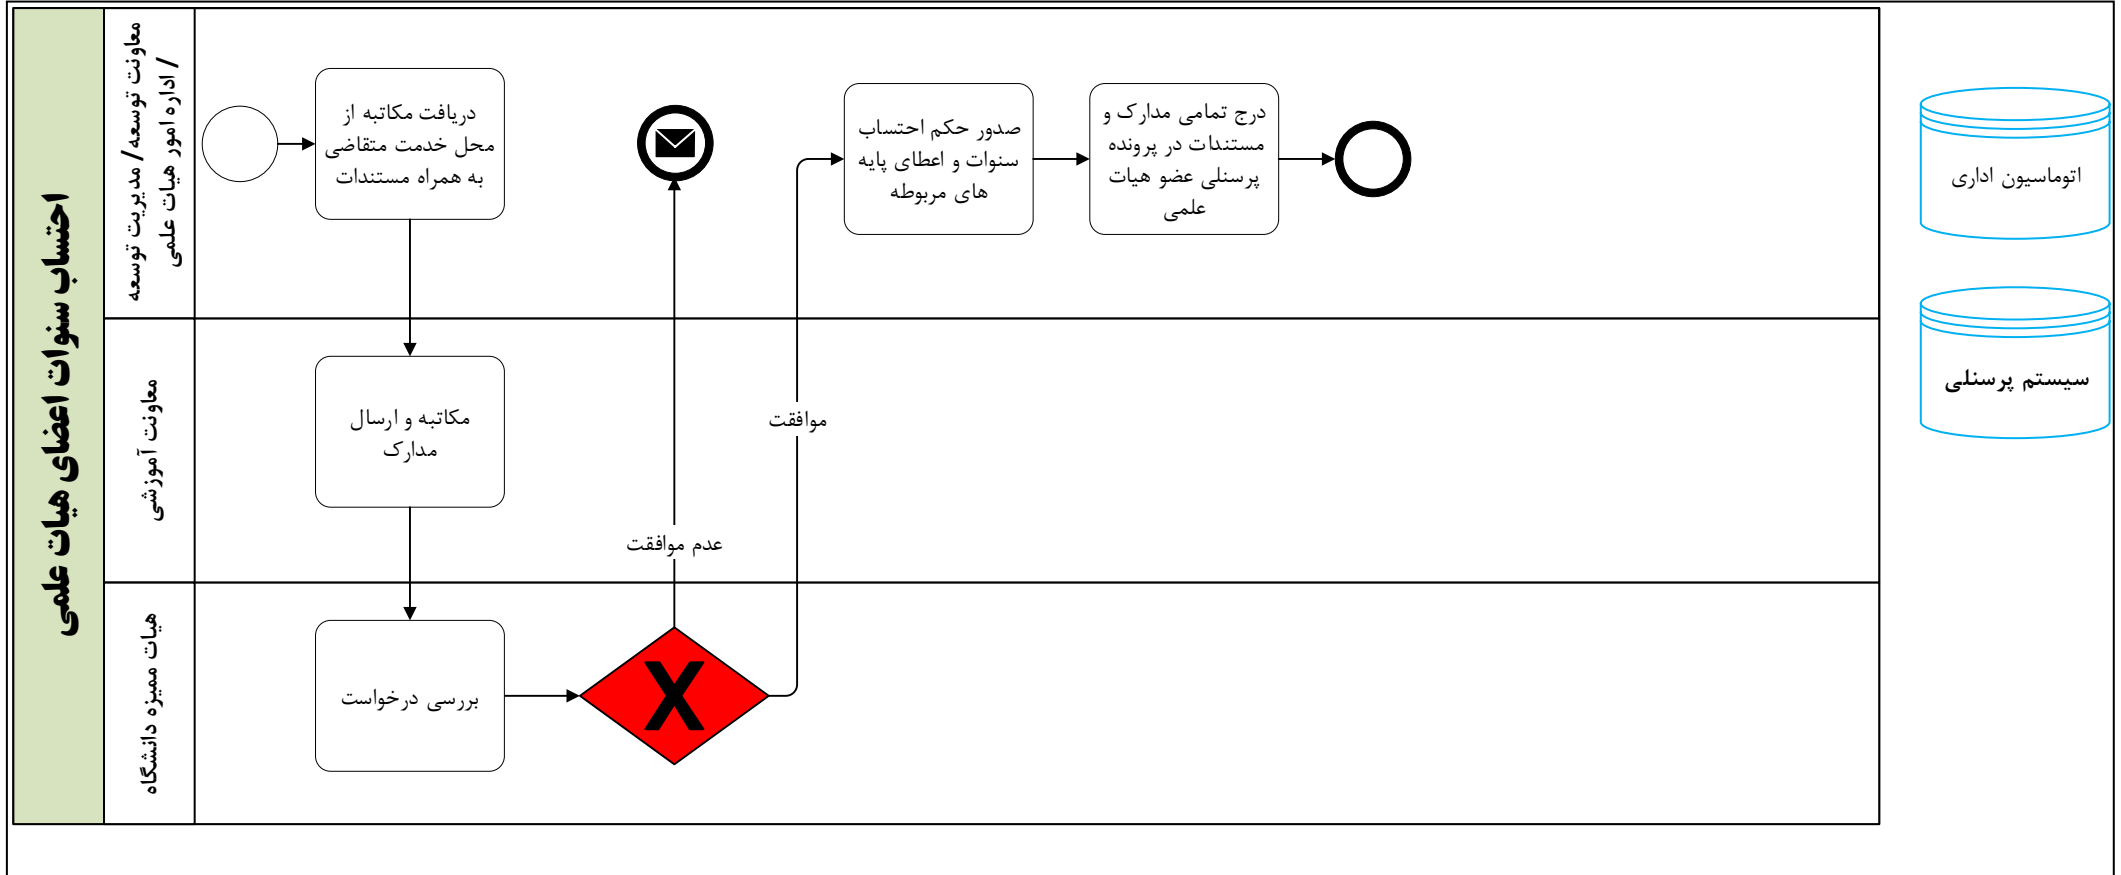 احتساب سنوات اعضای هیات علمی
معاونت توسعه/ مدیریت توسعه
/ اداره امور هیات علمی
دریافت مکاتبه از
محل خدمت متقاضی
به همراه مستندات
صدور حکم احتساب
سنوات و اعطای پایه
های مربوطه
درج تمامی مدارک و
مستندات در پرونده
پرسنلی عضو هیات
علمی
اتوماسیون اداری
سیستم پرسنلی
معاونت آموزشی
مکاتبه و ارسال
مدارک
موافقت
عدم موافقت
هیات ممیزه دانشگاه
بررسی درخواست
X